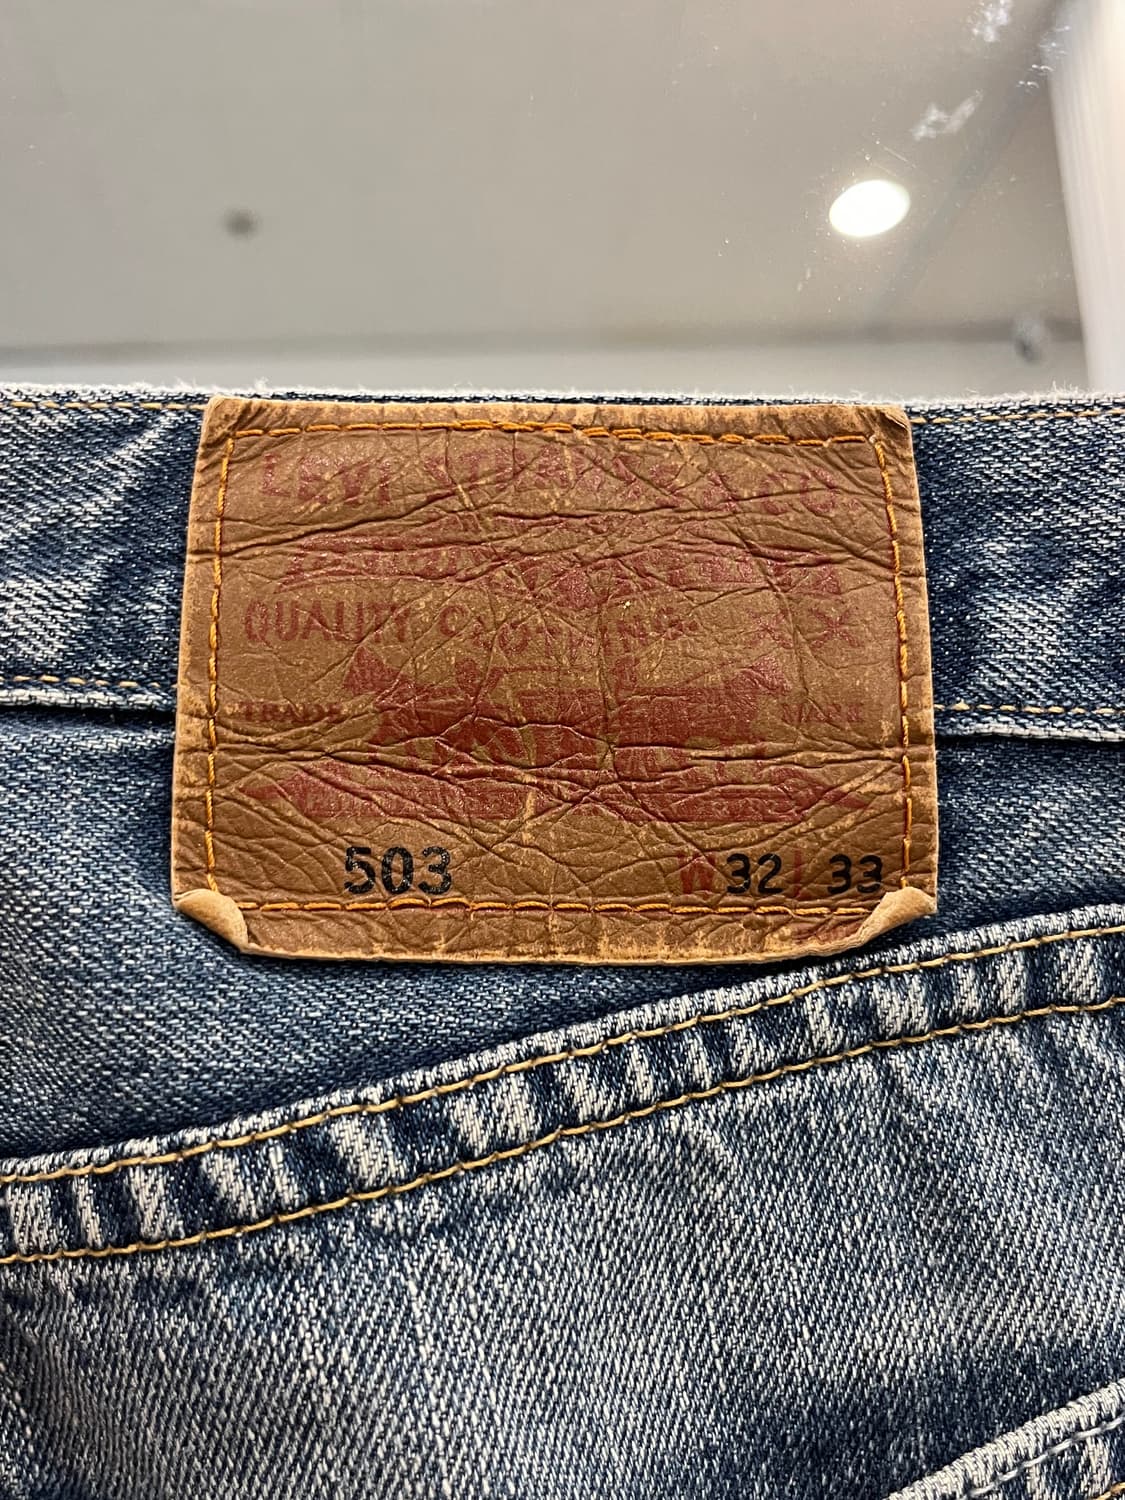 LEVI STRAUSS & CO.
QUALITY CLOTHING XX
TRADE MARK
503 W32 L 33